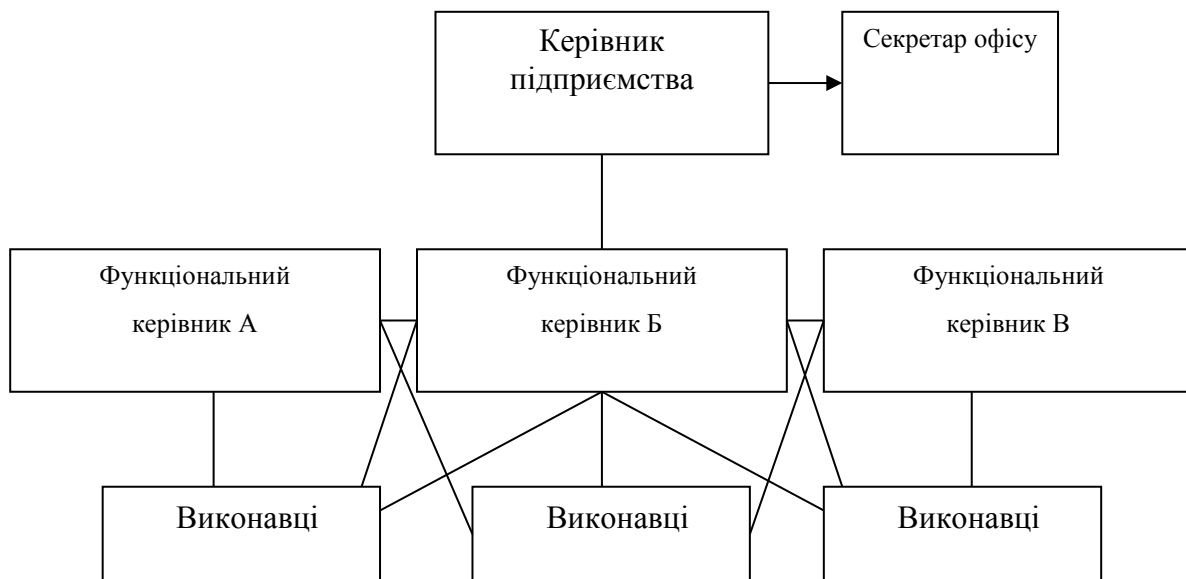 Керівник
підприємства
Секретар офісу
Функціональний
керівник А
Функціональний
керівник Б
Функціональний
керівник В
Виконавці
Виконавці
Виконавці